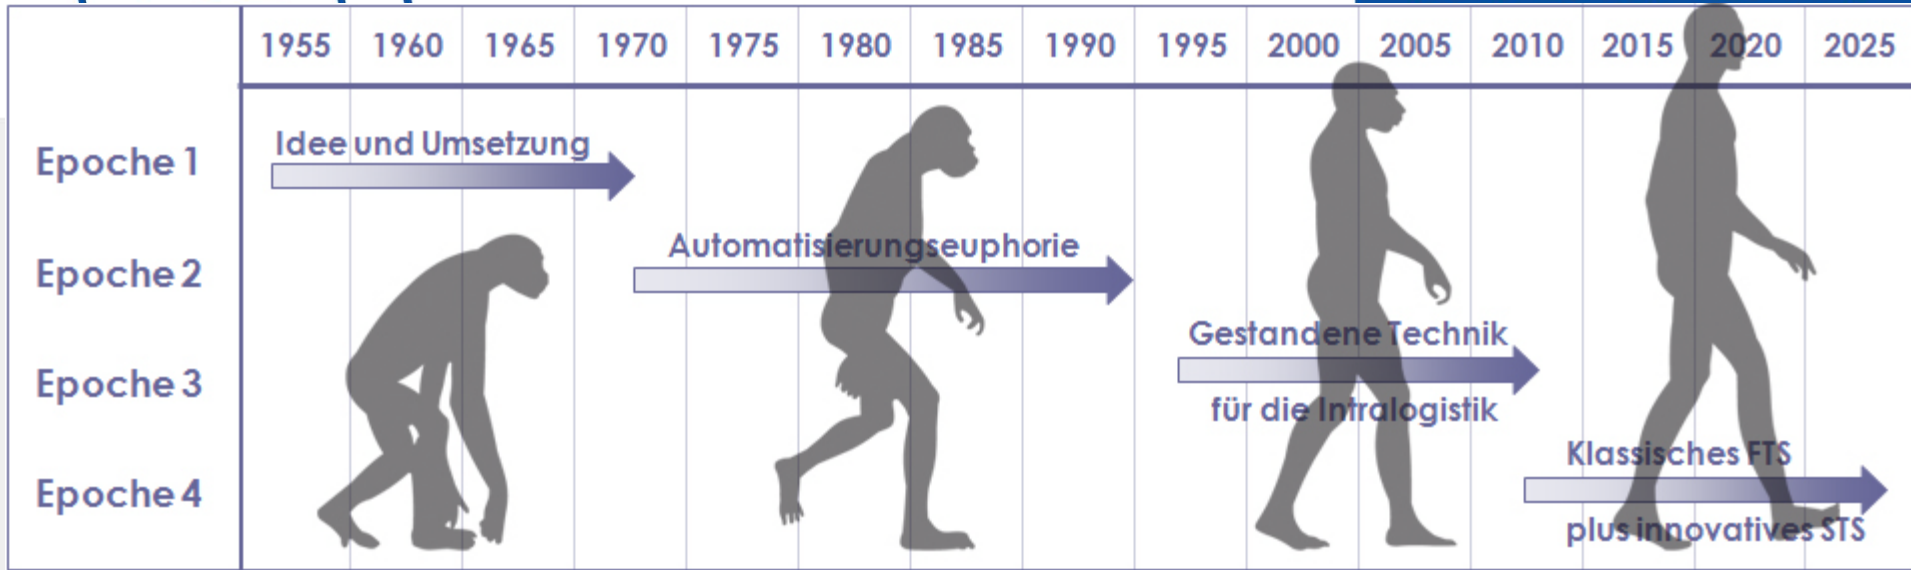 1955 1960 1965 1970 1975 1980 1985 1990 1995 2000 2005 2010 2015 2020 2025
Epoche 1
Idee und Umsetzung
Epoche 2
Automatisierungseuphorie
Epoche 3
Gestandene Technik
für die Intralogistik
Epoche 4
Klassisches FTS
plus innovatives STS